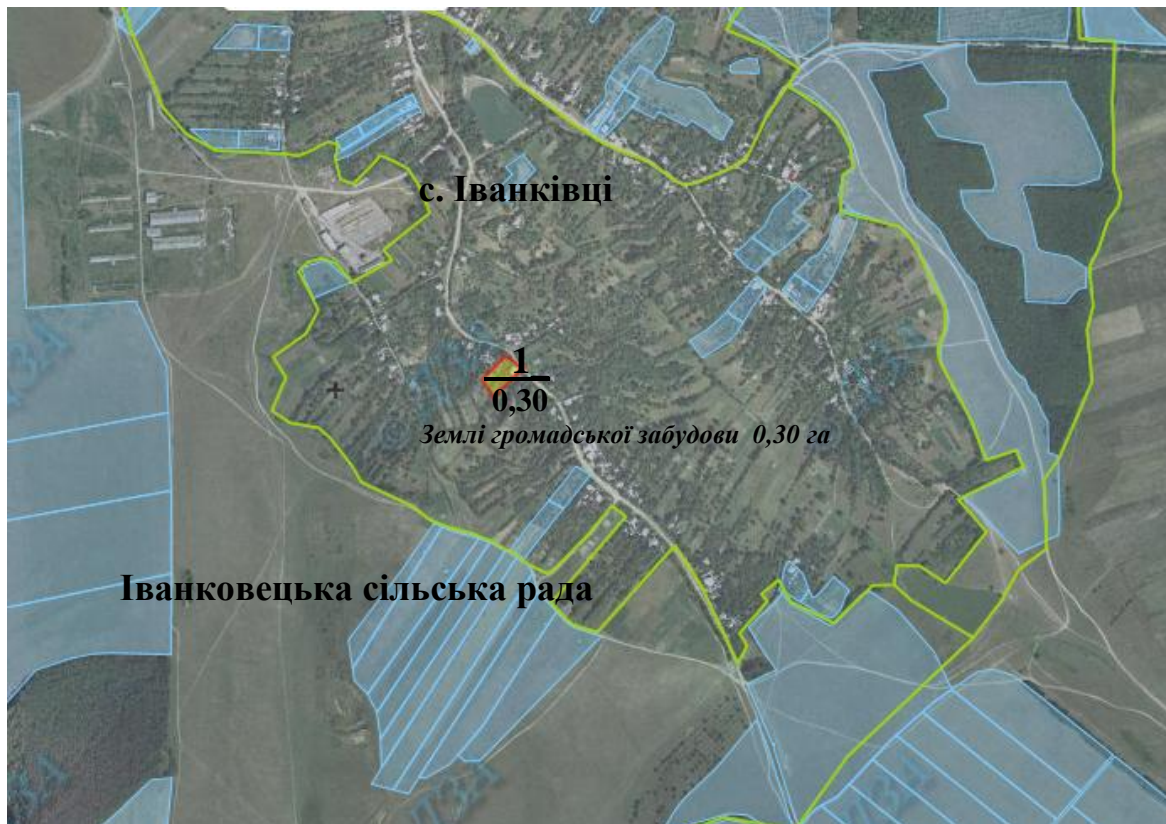 с. Іванківці
1
0,30
Землі громадської забудови 0,30 га
Іванковецька сільська рада